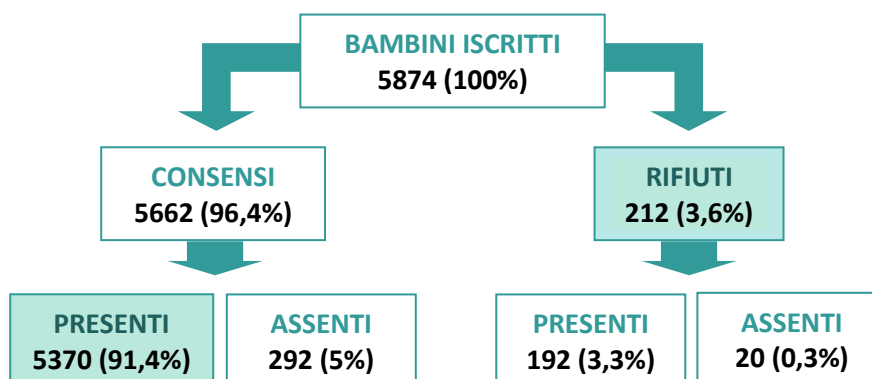 BAMBINI ISCRITTI
5874 (100%)
CONSENSI
5662 (96,4%)
RIFIUTI
212 (3,6%)
PRESENTI
5370 (91,4%)
ASSENTI
292 (5%)
PRESENTI
192 (3,3%)
ASSENTI
20 (0,3%)